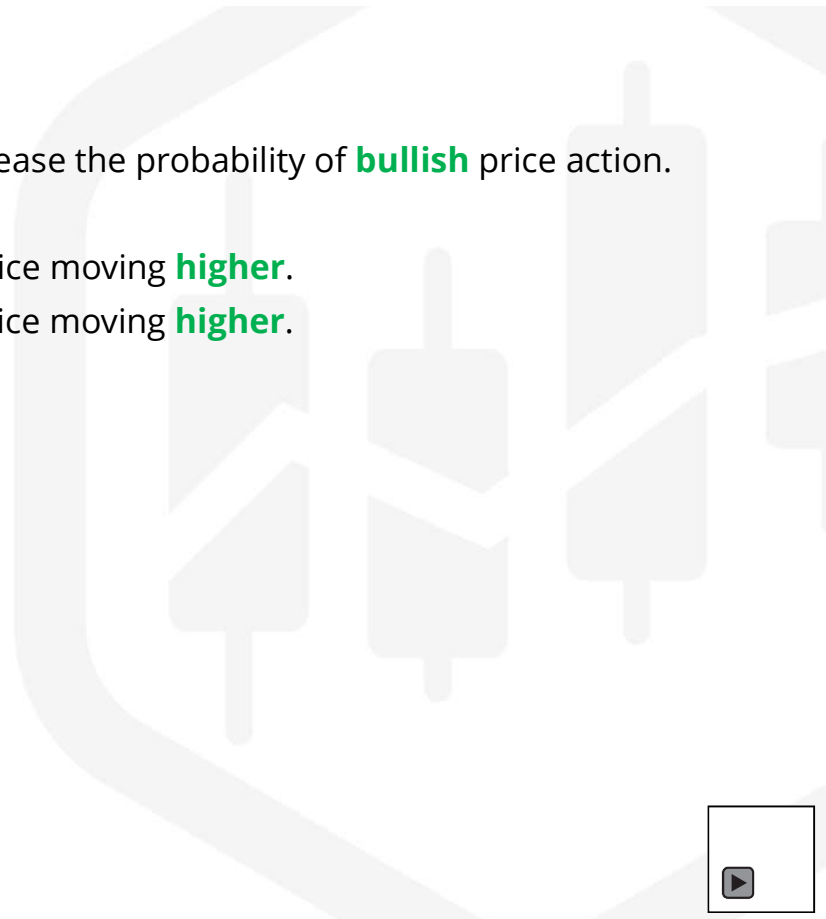 ease the probability of bullish price action.
ice moving higher.
ice moving higher.